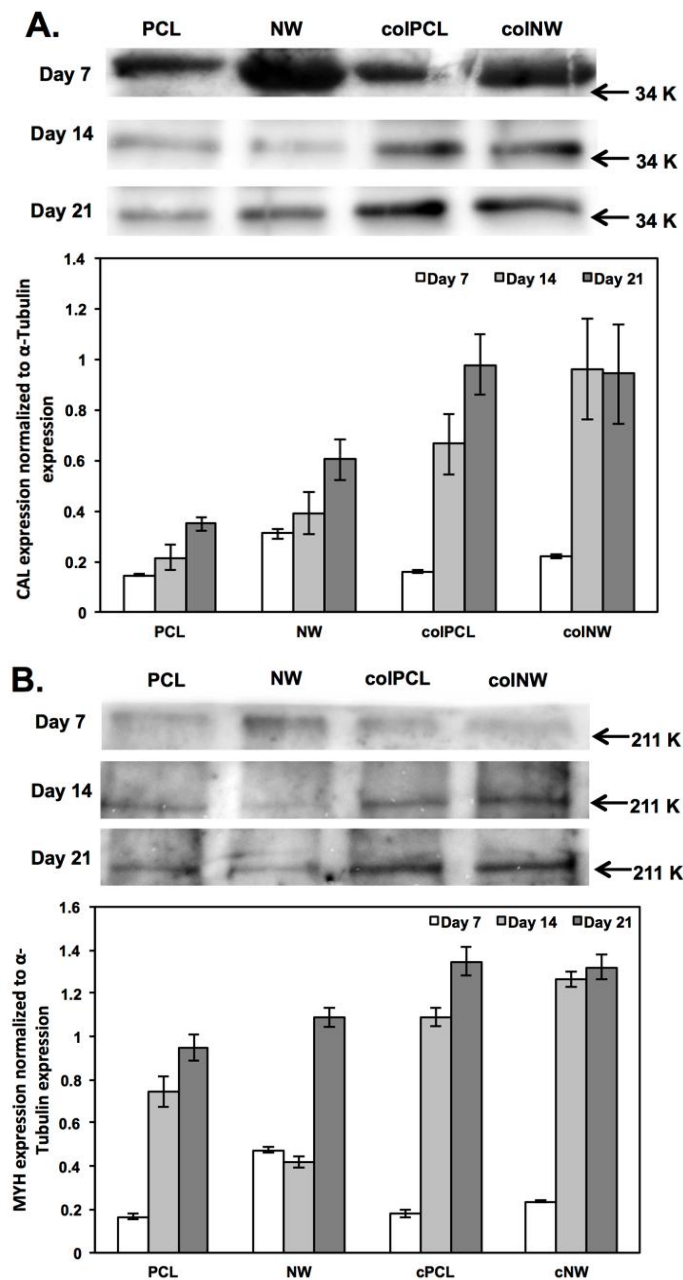 A.
PCL NW colPCL colNW
Day 7
34 K
Day 14
34 K
Day 21
34 K
1.4
Day 7 Day 14 Day 21
1.2
1
0.8
0.6
0.4
0.2
0
CAL expression normalized to α-Tubulin
expression
PCL NW colPCL colNW
B.
PCL NW colPCL colNW
Day 7
211 K
Day 14
211 K
Day 21
211 K
1.6
Day 7 Day 14 Day 21
1.4
1.2
1
0.8
0.6
0.4
0.2
0
MYH expression normalized to α-
Tubulin expression
PCL NW cPCL cNW